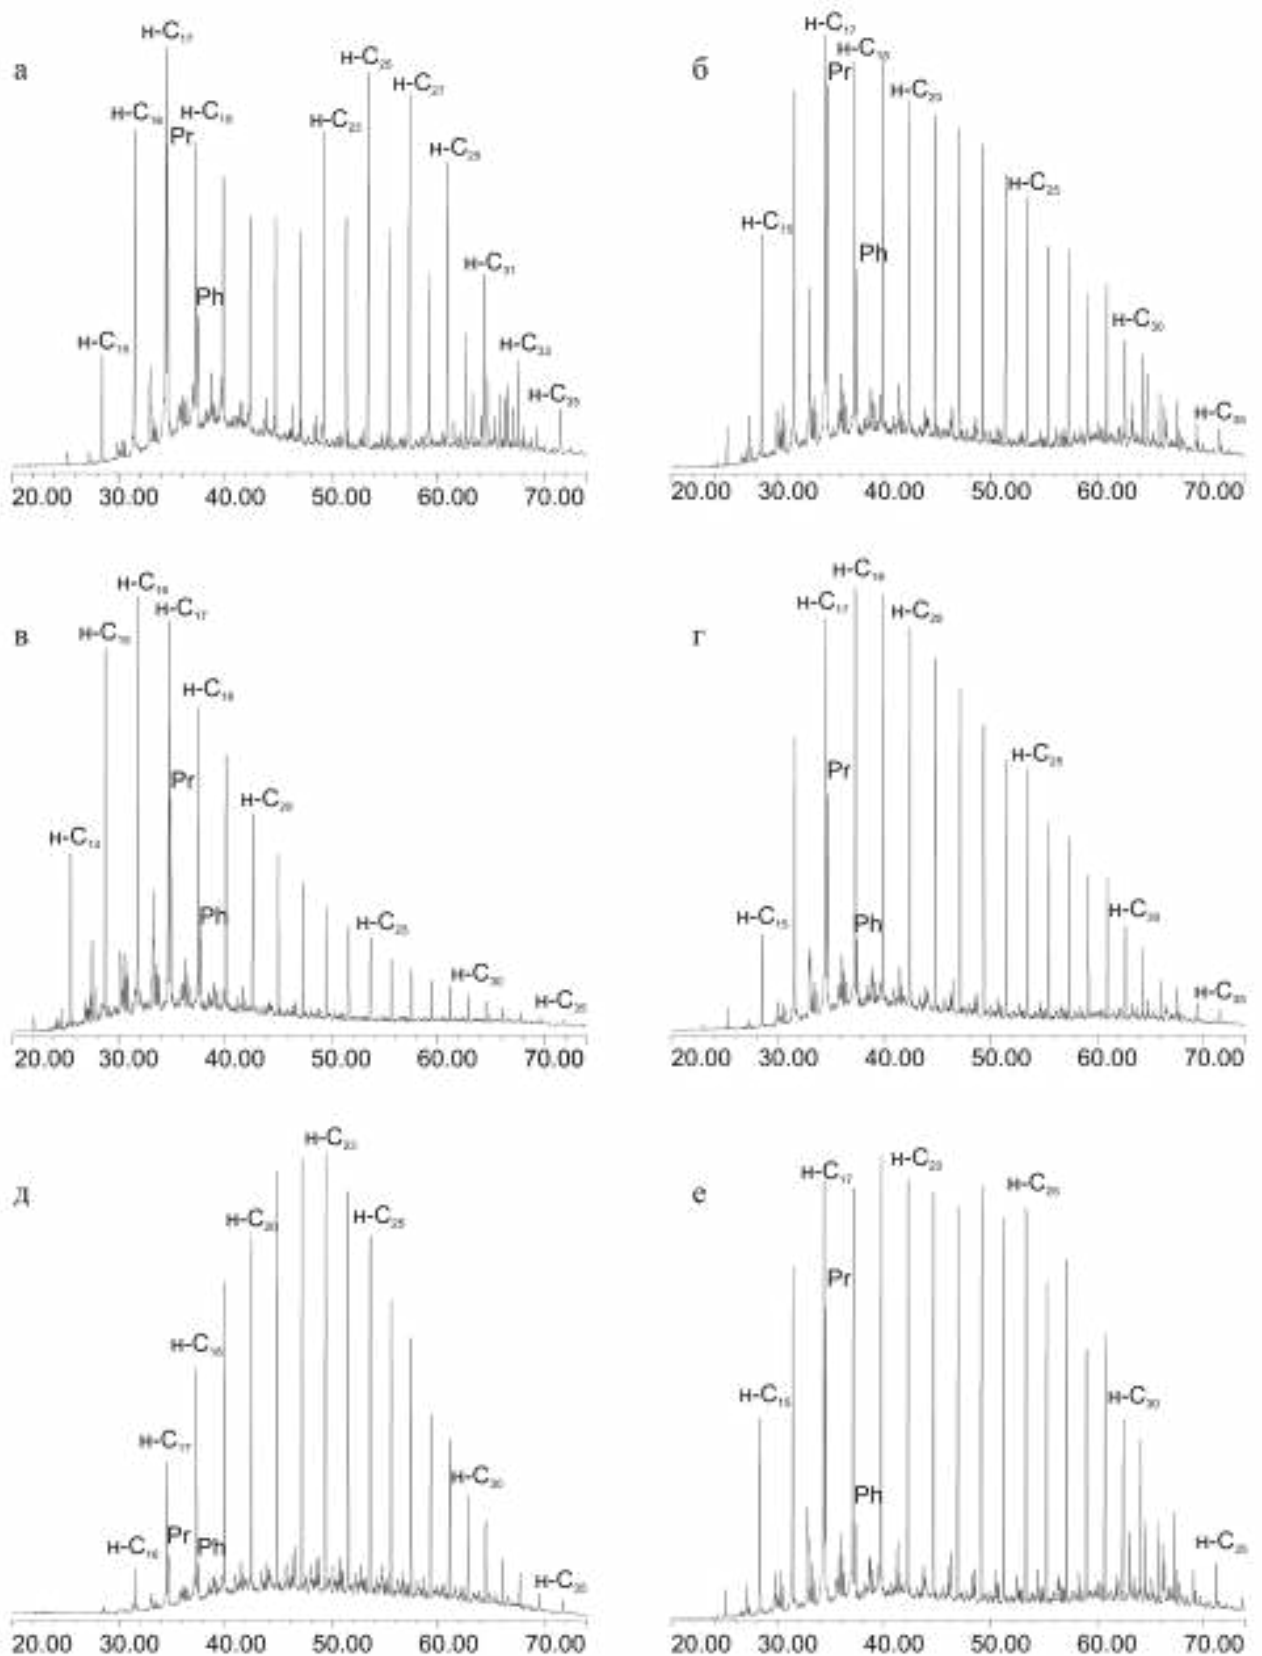 а
н-C₁₇
н-C₁₆ н-C₁₈
Pr
Ph
н-C₁₅
н-C₂₃
н-C₂₅
н-C₂₇
н-C₂₉
н-C₃₁
н-C₃₃
н-C₃₅
20.00 30.00 40.00 50.00 60.00 70.00
б
н-C₁₇
н-C₁₈
Pr
н-C₂₀
Ph
н-C₁₅
н-C₂₅
н-C₃₀
н-C₃₅
20.00 30.00 40.00 50.00 60.00 70.00
в
н-C₁₆
н-C₁₇
н-C₁₅
н-C₁₈
Pr
н-C₂₀
н-C₁₄
Ph
н-C₂₅
н-C₃₀
н-C₃₅
20.00 30.00 40.00 50.00 60.00 70.00
г
н-C₁₈
н-C₁₇
н-C₂₀
Pr
н-C₂₅
н-C₁₅
Ph
н-C₃₀
н-C₃₅
20.00 30.00 40.00 50.00 60.00 70.00
д
н-C₂₃
н-C₂₀
н-C₂₅
н-C₁₈
н-C₁₇
н-C₃₀
н-C₁₆
Pr
Ph
н-C₃₅
20.00 30.00 40.00 50.00 60.00 70.00
е
н-C₁₇
н-C₂₀
н-C₂₅
Pr
н-C₁₅
н-C₃₀
Ph
н-C₃₅
20.00 30.00 40.00 50.00 60.00 70.00